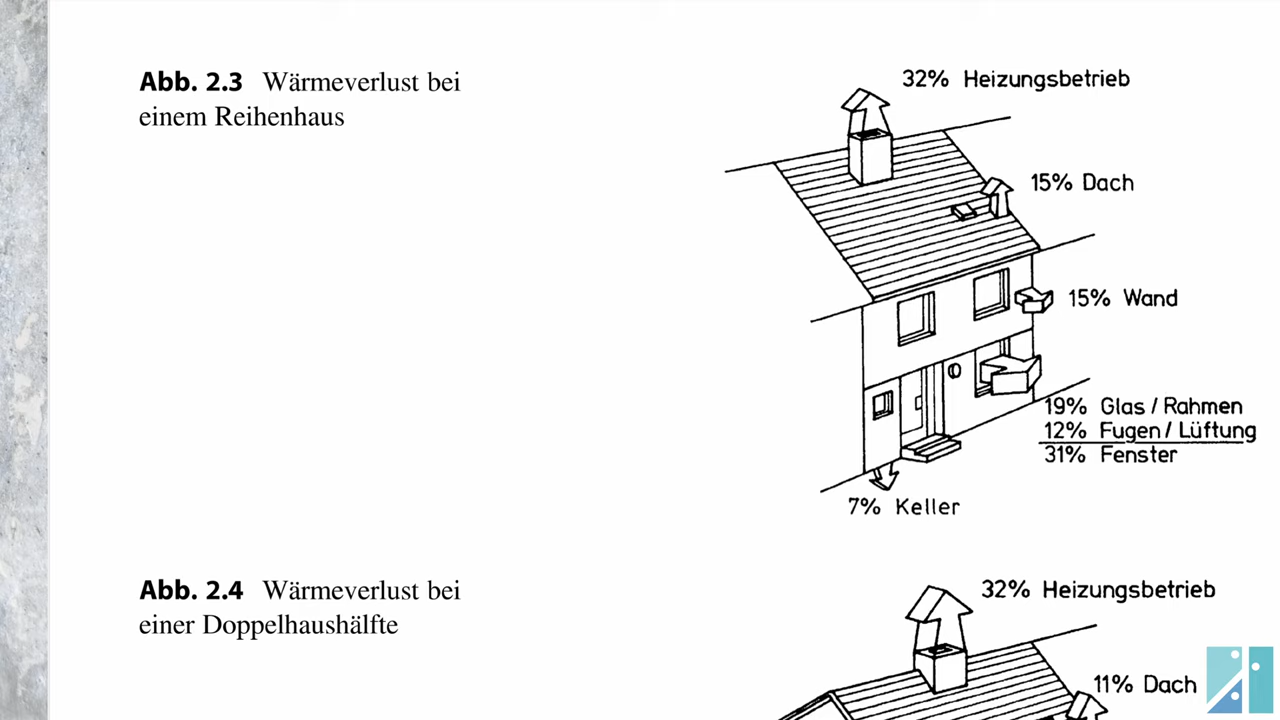 Abb. 2.3 Wärmeverlust bei
einem Reihenhaus
32% Heizungsbetrieb
15% Dach
15% Wand
19% Glas / Rahmen
12% Fugen / Lüftung
31% Fenster
7% Keller
Abb. 2.4 Wärmeverlust bei
einer Doppelhaushälfte
32% Heizungsbetrieb
11% Dach